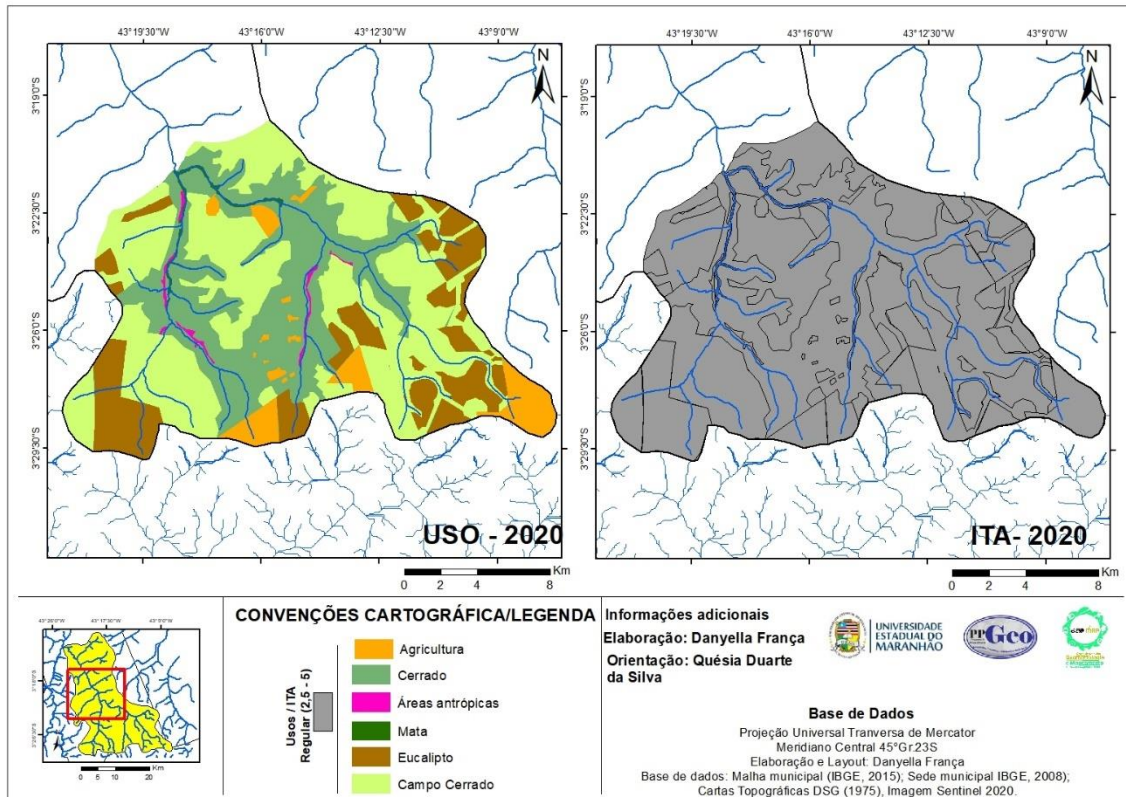 43°19'30"W 43°16'0"W 43°12'30"W 43°9'0"W
3°19'0"S
3°22'30"S
3°26'0"S
3°29'30"S
N
USO - 2020
Km
0 2 4 8
43°19'30"W 43°16'0"W 43°12'30"W 43°9'0"W
3°19'0"S
3°22'30"S
3°26'0"S
3°29'30"S
N
ITA- 2020
Km
0 2 4 8
Km
0 5 10 20
CONVENÇÕES CARTOGRÁFICA/LEGENDA
Usos / ITA
Regular (2,5 - 5)
Agricultura
Cerrado
Áreas antrópicas
Mata
Eucalipto
Campo Cerrado
Informações adicionais
Elaboração: Danyella França
Orientação: Quésia Duarte
da Silva
UNIVERSIDADE
ESTADUAL DO
MARANHÃO
PPGeo
Base de Dados
Projeção Universal Tranversa de Mercator
Meridiano Central 45°Gr.23S
Elaboração e Layout: Danyella França
Base de dados: Malha municipal (IBGE, 2015); Sede municipal IBGE, 2008);
Cartas Topográficas DSG (1975), Imagem Sentinel 2020.